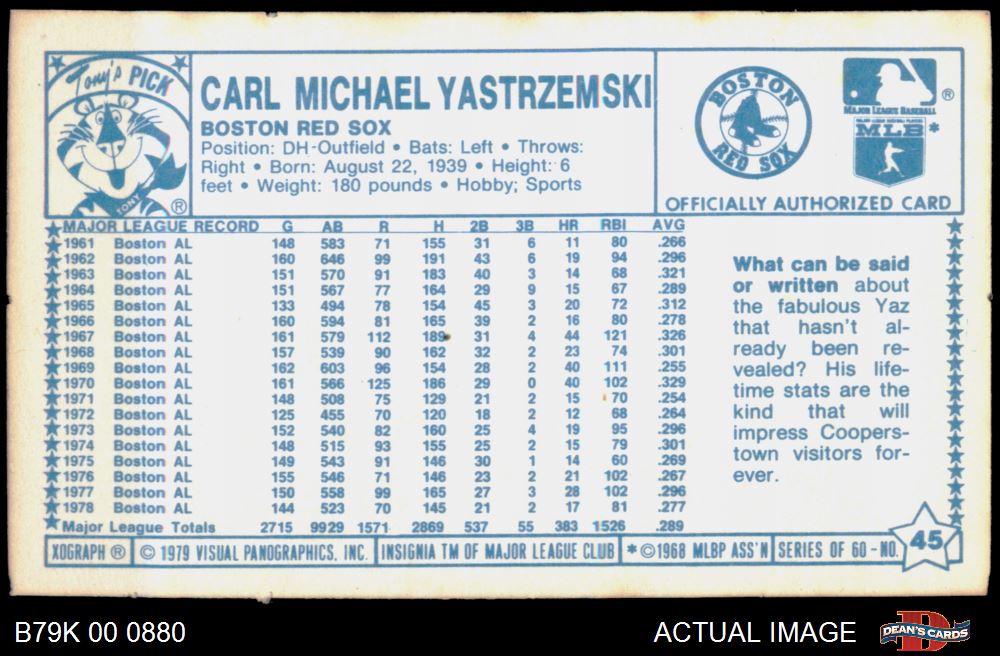 Tony's PICK
TONY
®
CARL MICHAEL YASTRZEMSKI
BOSTON RED SOX
Position: DH-Outfield • Bats: Left • Throws:
Right • Born: August 22, 1939 • Height: 6
feet • Weight: 180 pounds • Hobby; Sports
BOSTON
RED SOX
®
MAJOR LEAGUE BASEBALL
MLB *
OFFICIALLY AUTHORIZED CARD
MAJOR LEAGUE RECORD G AB R H 2B 3B HR RBI AVG
1961 Boston AL 148 583 71 155 31 6 11 80 .266
1962 Boston AL 160 646 99 191 43 6 19 94 .296
1963 Boston AL 151 570 91 183 40 3 14 68 .321
1964 Boston AL 151 567 77 164 29 9 15 67 .289
1965 Boston AL 133 494 78 154 45 3 20 72 .312
1966 Boston AL 160 594 81 165 39 2 16 80 .278
1967 Boston AL 161 579 112 189 31 4 44 121 .326
1968 Boston AL 157 539 90 162 32 2 23 74 .301
1969 Boston AL 162 603 96 154 28 2 40 111 .255
1970 Boston AL 161 566 125 186 29 0 40 102 .329
1971 Boston AL 148 508 75 129 21 2 15 70 .254
1972 Boston AL 125 455 70 120 18 2 12 68 .264
1973 Boston AL 152 540 82 160 25 4 19 95 .296
1974 Boston AL 148 515 93 155 25 2 15 79 .301
1975 Boston AL 149 543 91 146 30 1 14 60 .269
1976 Boston AL 155 546 71 146 23 2 21 102 .267
1977 Boston AL 150 558 99 165 27 3 28 102 .296
1978 Boston AL 144 523 70 145 21 2 17 81 .277
Major League Totals 2715 9929 1571 2869 537 55 383 1526 .289
What can be said
or written about
the fabulous Yaz
that hasn't al-
ready been re-
vealed? His life-
time stats are the
kind that will
impress Coopers-
town visitors for-
ever.
XOGRAPH ® © 1979 VISUAL PANOGRAPHICS, INC. INSIGNIA TM OF MAJOR LEAGUE CLUB *©1968 MLBP ASS'N SERIES OF 60 - NO. 45
B79K 00 0880
ACTUAL IMAGE
D
DEAN'S CARDS